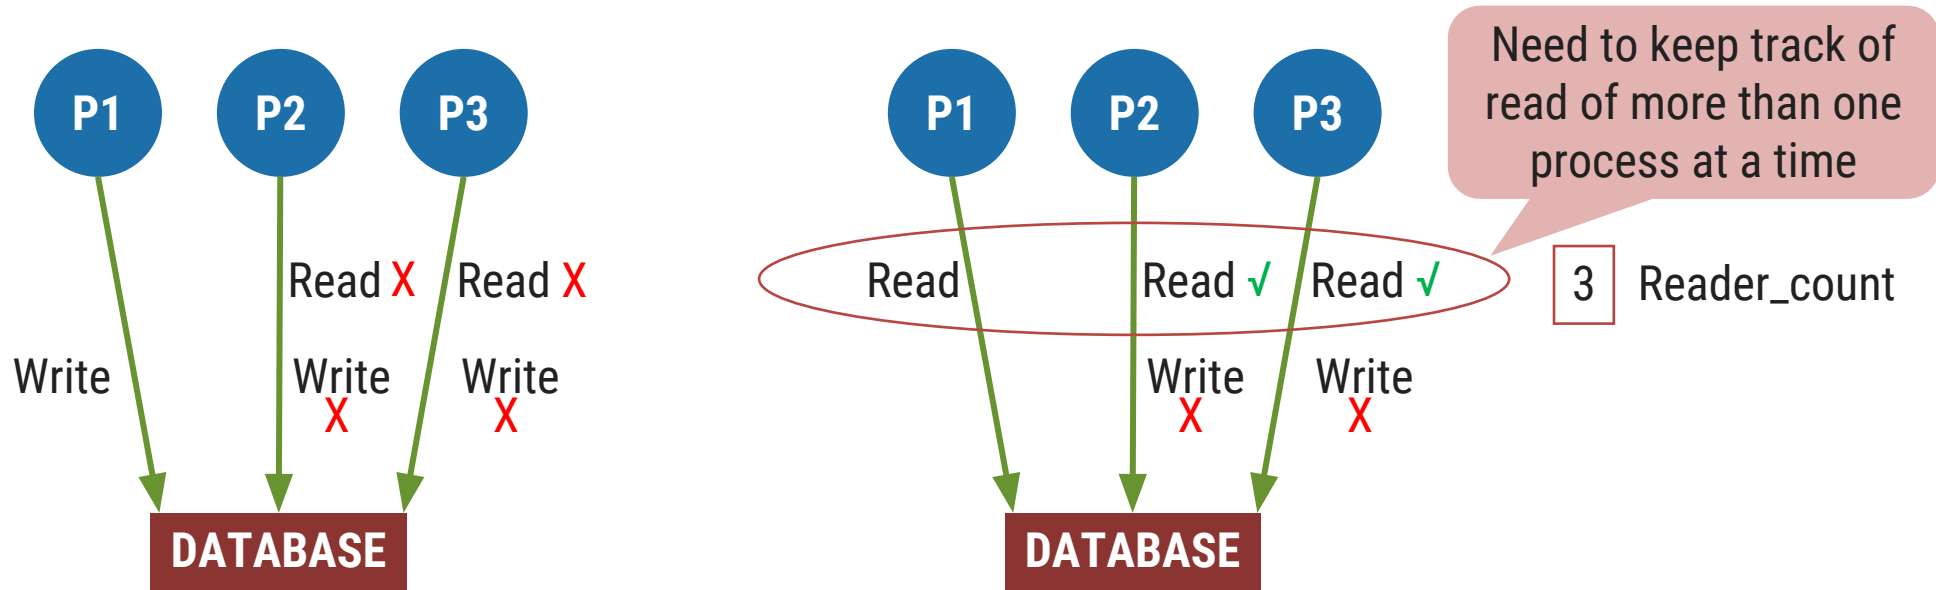 P1 P2 P3
Read X Read X
Write Write Write
X X
DATABASE
P1 P2 P3
Need to keep track of
read of more than one
process at a time
Read Read √ Read √
3 Reader_count
Write Write
X X
DATABASE